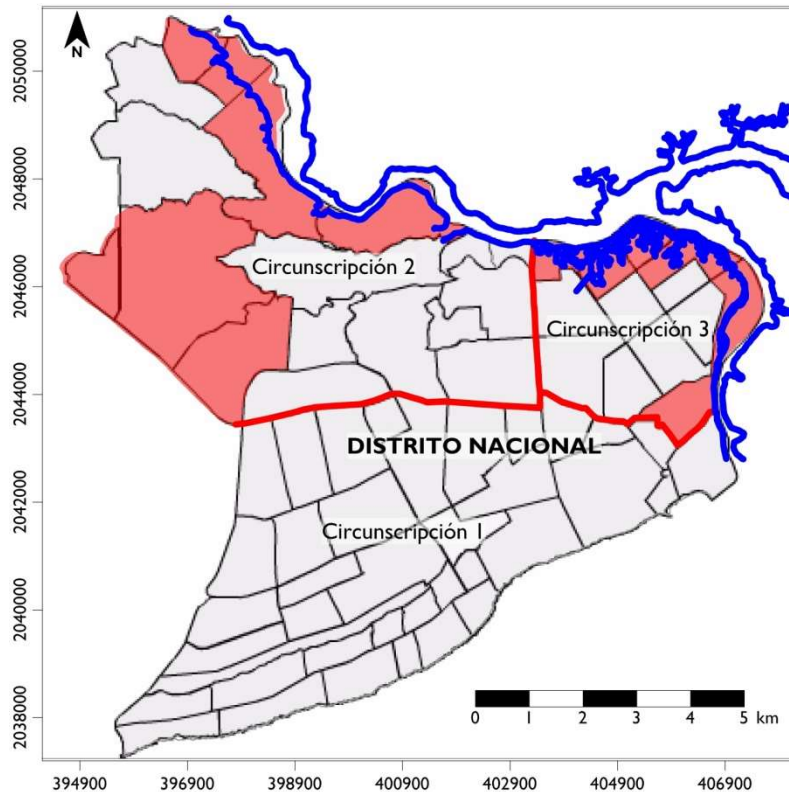 N
2050000
2048000
2046000
2044000
2042000
2040000
2038000
Circunscripción 2
Circunscripción 3
DISTRITO NACIONAL
Circunscripción 1
0 1 2 3 4 5 km
394900 396900 398900 400900 402900 404900 406900